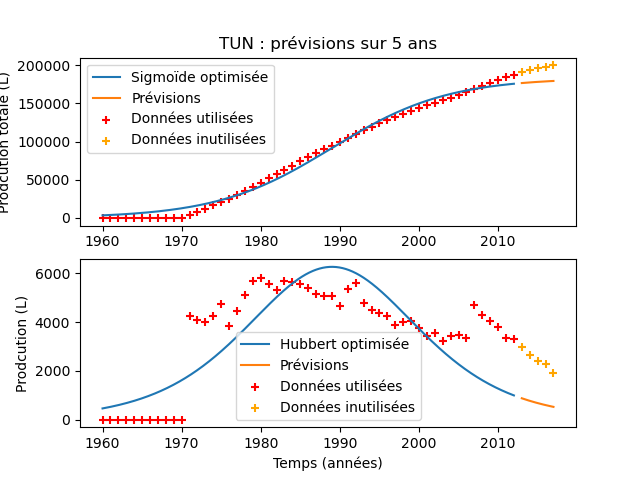 TUN : prévisions sur 5 ans
Prodcution totale (L)
200000
150000
100000
50000
0
Sigmoïde optimisée
Prévisions
Données utilisées
Données inutilisées
1960 1970 1980 1990 2000 2010
Prodcution (L)
6000
4000
2000
0
Hubbert optimisée
Prévisions
Données utilisées
Données inutilisées
1960 1970 1980 1990 2000 2010
Temps (années)